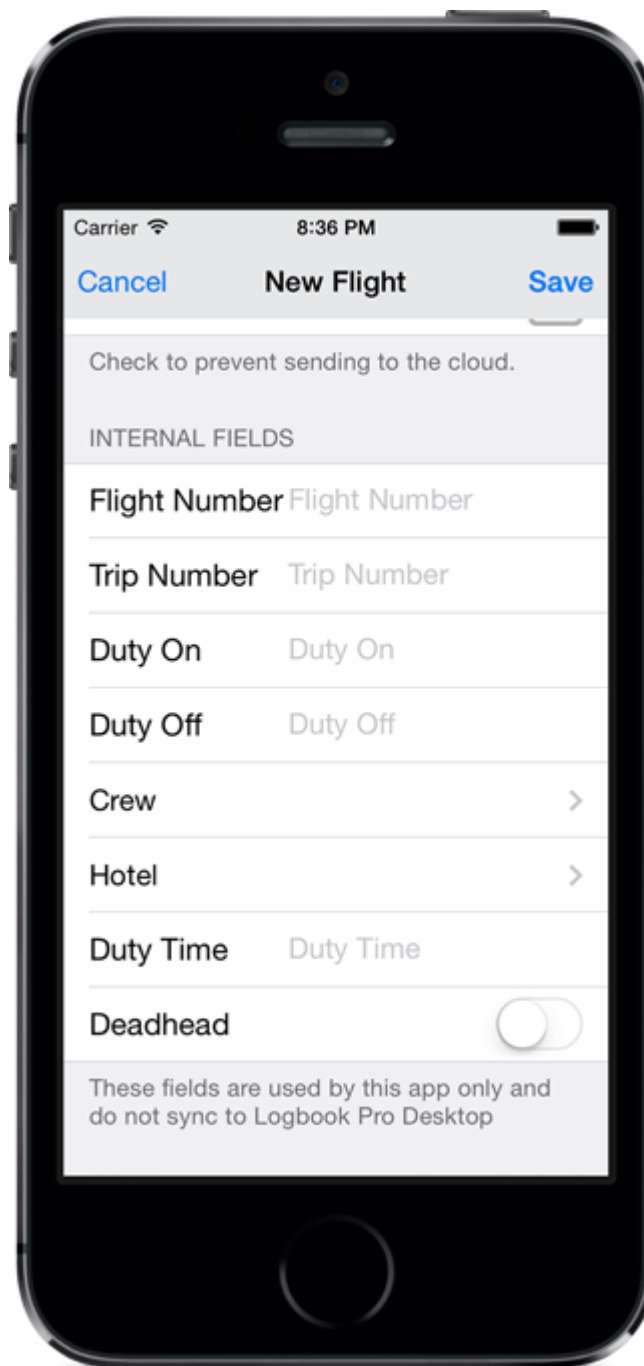 Carrier 8:36 PM
Cancel New Flight Save
Check to prevent sending to the cloud.
INTERNAL FIELDS
Flight Number Flight Number
Trip Number Trip Number
Duty On Duty On
Duty Off Duty Off
Crew
Hotel
Duty Time Duty Time
Deadhead
These fields are used by this app only and
do not sync to Logbook Pro Desktop